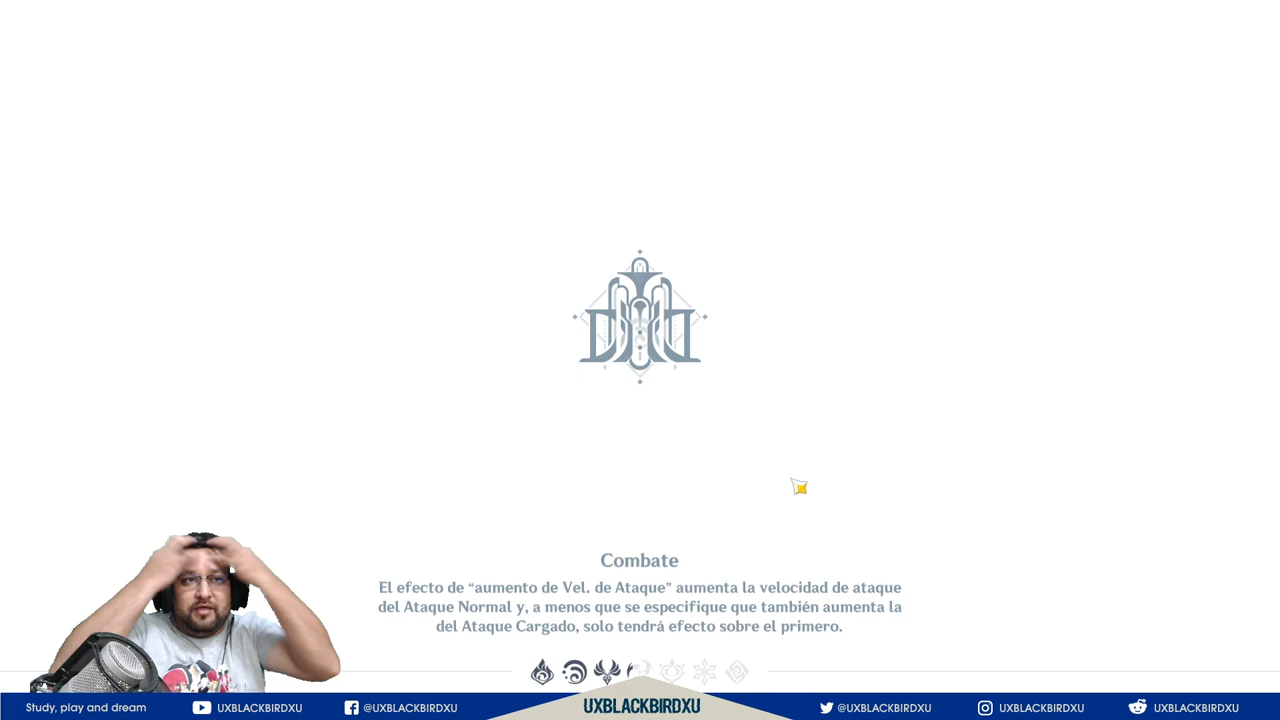 Combate
El efecto de “aumento de Vel. de Ataque” aumenta la velocidad de ataque
del Ataque Normal y, a menos que se especifique que también aumenta la
del Ataque Cargado, solo tendrá efecto sobre el primero.
Study, play and dream
UXBLACKBIRDXU
@UXBLACKBIRDXU
UXBLACKBIRDXU
@UXBLACKBIRDXU
UXBLACKBIRDXU
UXBLACKBIRDXU